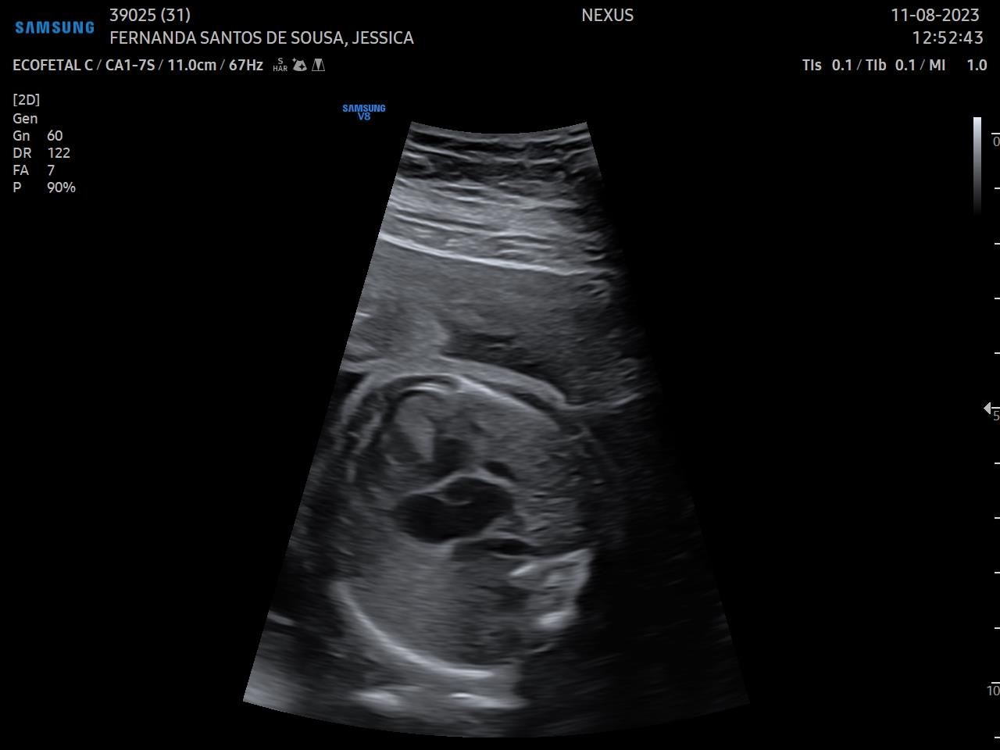 SAMSUNG
39025 (31)
NEXUS
11-08-2023
FERNANDA SANTOS DE SOUSA, JESSICA
12:52:43
ECOFETAL C / CA1-7S / 11.0cm / 67Hz
S
HAR
TIs 0.1 / TIb 0.1 / MI 1.0
[2D]
Gen
Gn 60
DR 122
FA 7
P 90%
SAMSUNG
V8
0
5
10